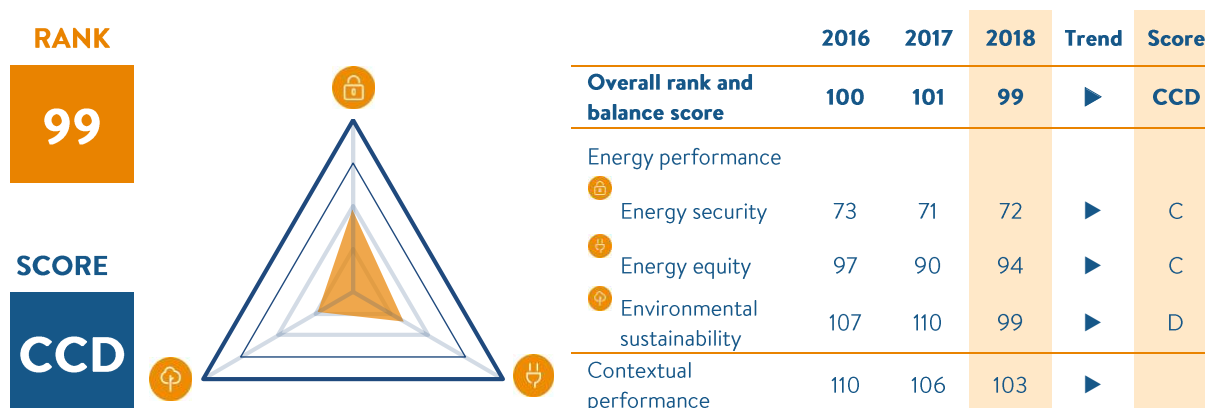 RANK
99
SCORE
CCD
2016 2017 2018 Trend Score
Overall rank and
balance score 100 101 99 ▶ CCD
Energy performance
Energy security 73 71 72 ▶ C
Energy equity 97 90 94 ▶ C
Environmental
sustainability 107 110 99 ▶ D
Contextual
performance 110 106 103 ▶